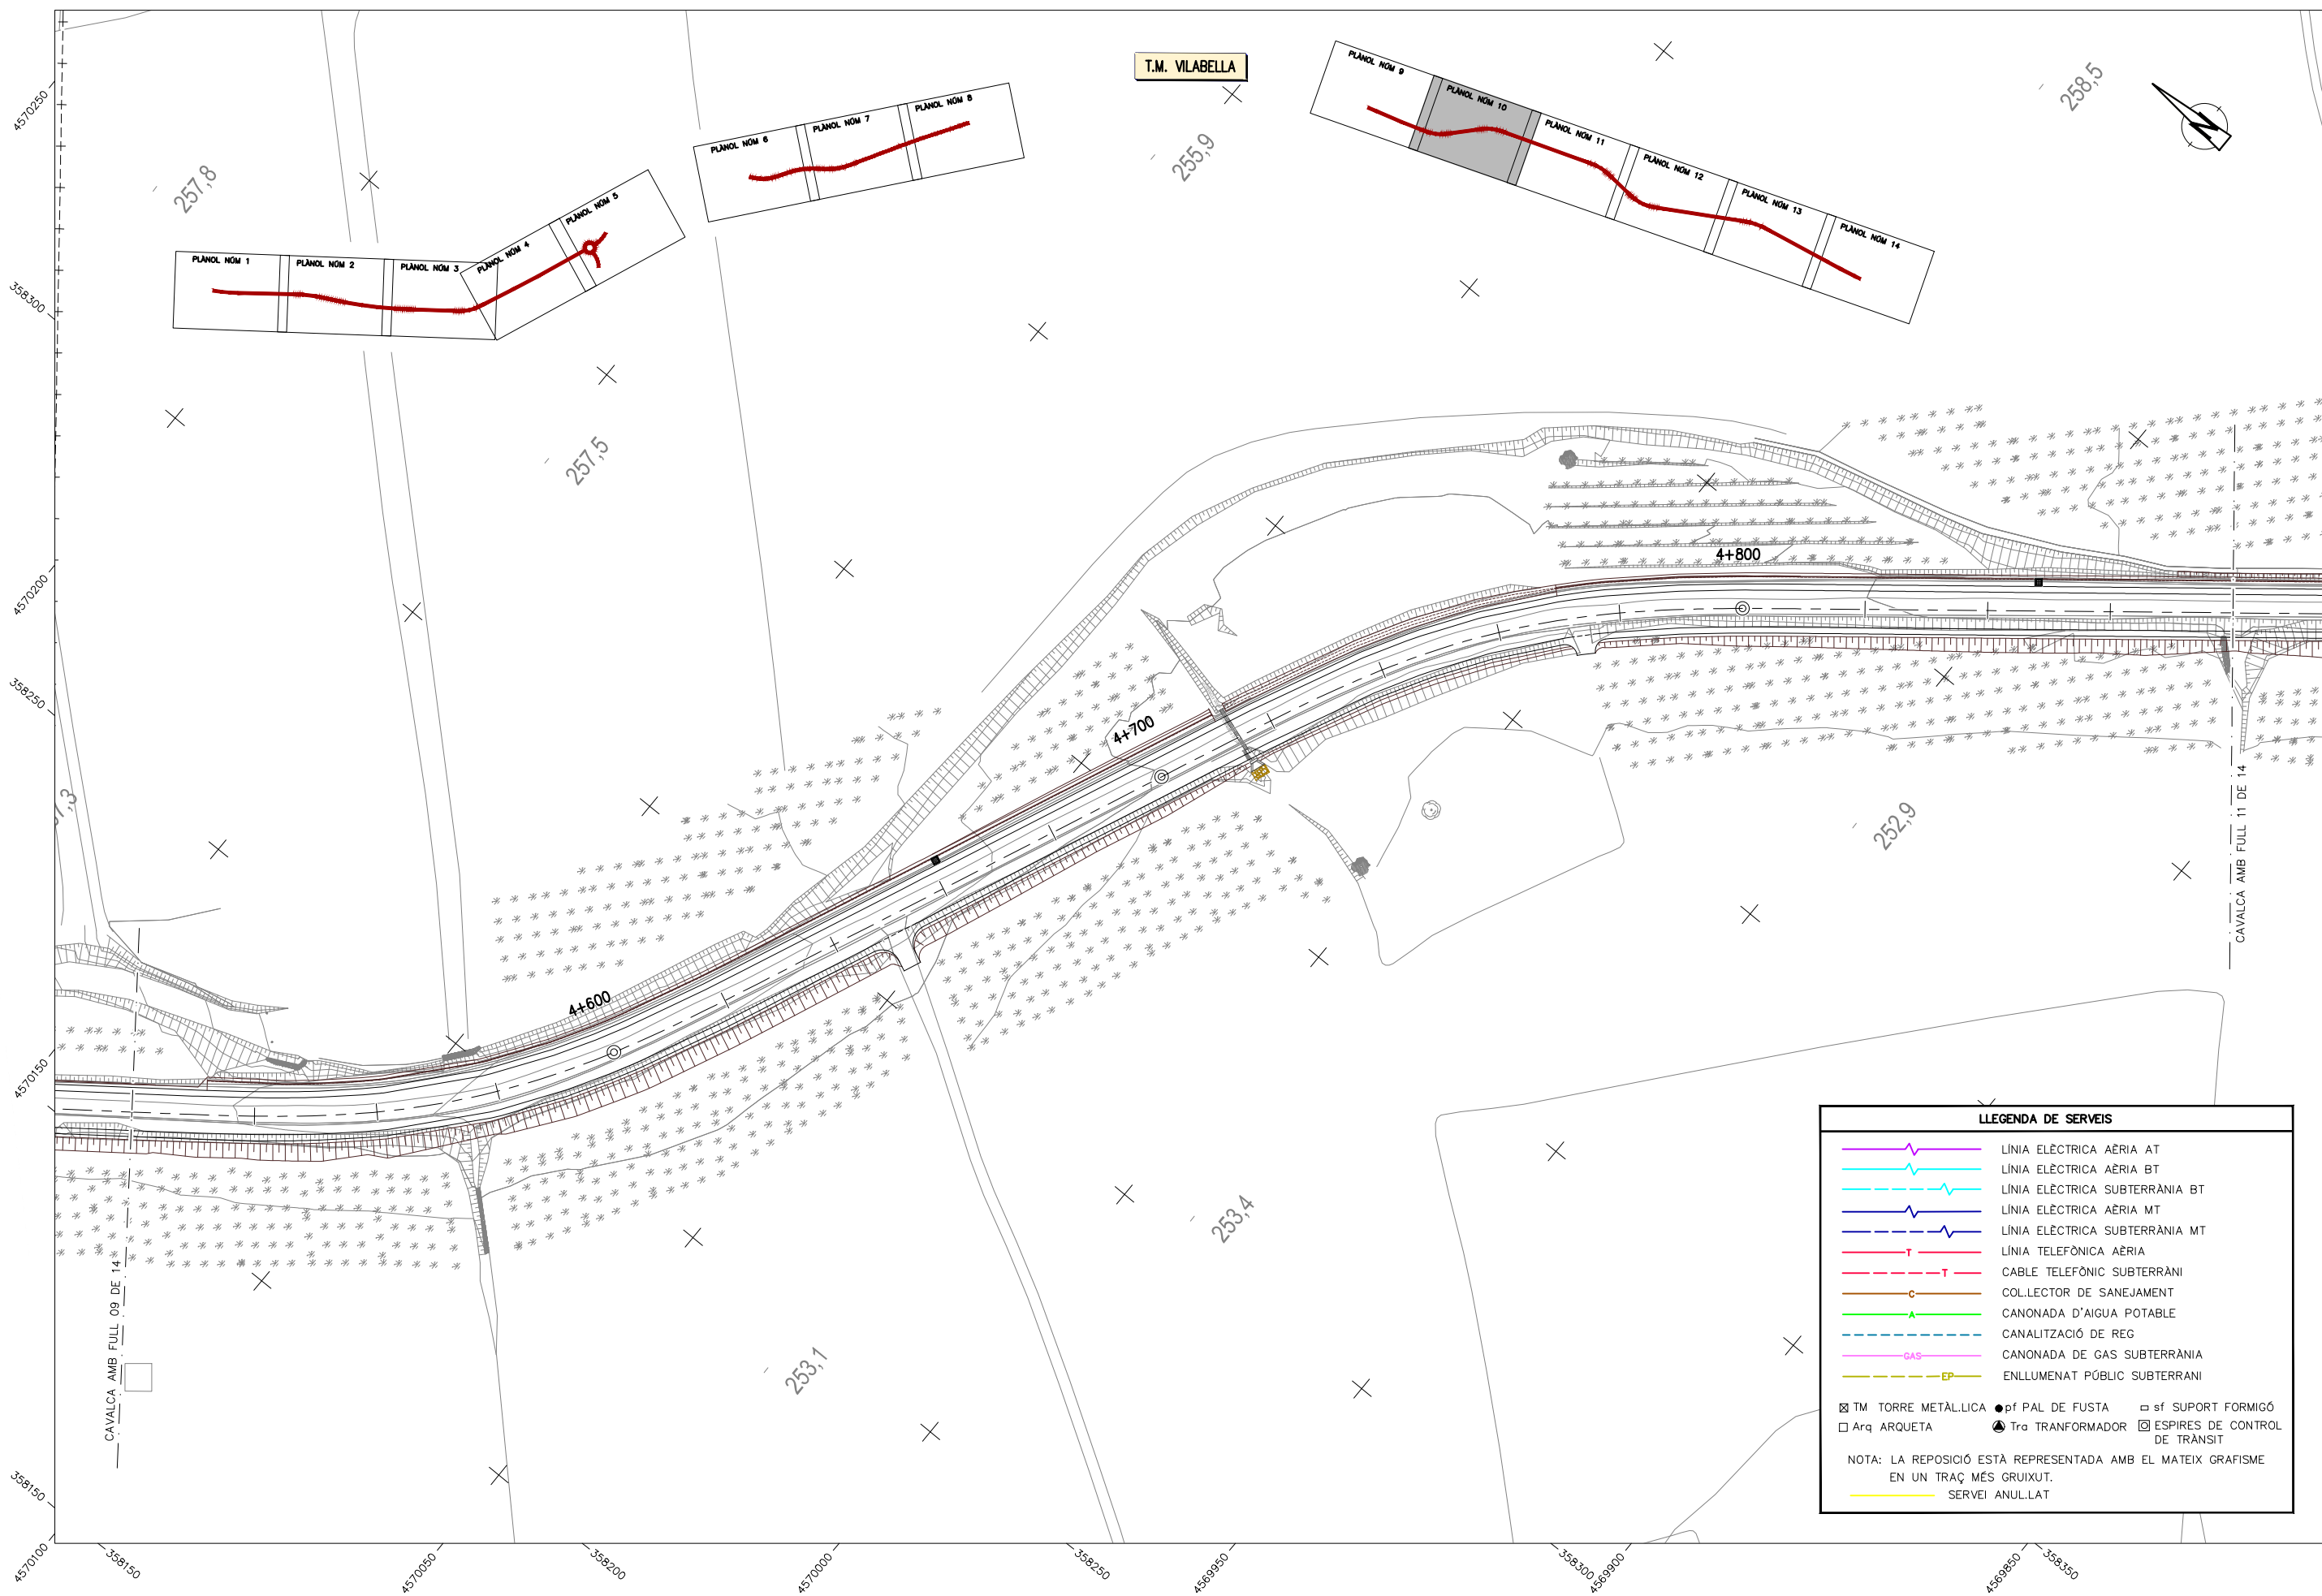 T.M. VILABELLA
PLÀNOL NÚM 1
PLÀNOL NÚM 2
PLÀNOL NÚM 3
PLÀNOL NÚM 4
PLÀNOL NÚM 5
PLÀNOL NÚM 6
PLÀNOL NÚM 7
PLÀNOL NÚM 8
PLÀNOL NÚM 9
PLÀNOL NÚM 10
PLÀNOL NÚM 11
PLÀNOL NÚM 12
PLÀNOL NÚM 13
PLÀNOL NÚM 14
N
257,8
255,9
258,5
257,5
7,3
252,9
253,4
253,1
4+600
4+700
4+800
CAVALCA AMB FULL 09 DE 14
CAVALCA AMB FULL 11 DE 14
4570250
358300
4570200
358250
4570150
358150
4570100
358150
4570050
358200
4570000
358250
4569950
358300
4569900
4569850
358350
LLEGENDA DE SERVEIS
LÍNIA ELÈCTRICA AÈRIA AT
LÍNIA ELÈCTRICA AÈRIA BT
LÍNIA ELÈCTRICA SUBTERRÀNIA BT
LÍNIA ELÈCTRICA AÈRIA MT
LÍNIA ELÈCTRICA SUBTERRÀNIA MT
T LÍNIA TELEFÒNICA AÈRIA
T CABLE TELEFÒNIC SUBTERRÀNI
C COL.LECTOR DE SANEJAMENT
A CANONADA D'AIGUA POTABLE
CANALITZACIÓ DE REG
GAS CANONADA DE GAS SUBTERRÀNIA
EP ENLLUMENAT PÚBLIC SUBTERRANI
TM TORRE METÀL.LICA pf PAL DE FUSTA sf SUPORT FORMIGÓ
Arq ARQUETA Tra TRANFORMADOR ESPIRES DE CONTROL
DE TRÀNSIT
NOTA: LA REPOSICIÓ ESTÀ REPRESENTADA AMB EL MATEIX GRAFISME
EN UN TRAÇ MÉS GRUIXUT.
SERVEI ANUL.LAT